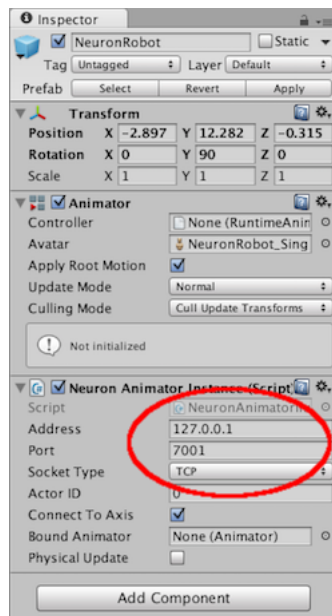 Inspector
NeuronRobot Static
Tag Untagged Layer Default
Prefab Select Revert Apply
Transform
Position X -2.897 Y 12.282 Z -0.315
Rotation X 0 Y 90 Z 0
Scale X 1 Y 1 Z 1
Animator
Controller None (RuntimeAnin
Avatar NeuronRobot_Sing
Apply Root Motion
Update Mode Normal
Culling Mode Cull Update Transforms
Not initialized
Neuron Animator Instance (Script)
Script NeuronAnimatorIn
Address 127.0.0.1
Port 7001
Socket Type TCP
Actor ID 0
Connect To Axis
Bound Animator None (Animator)
Physical Update
Add Component